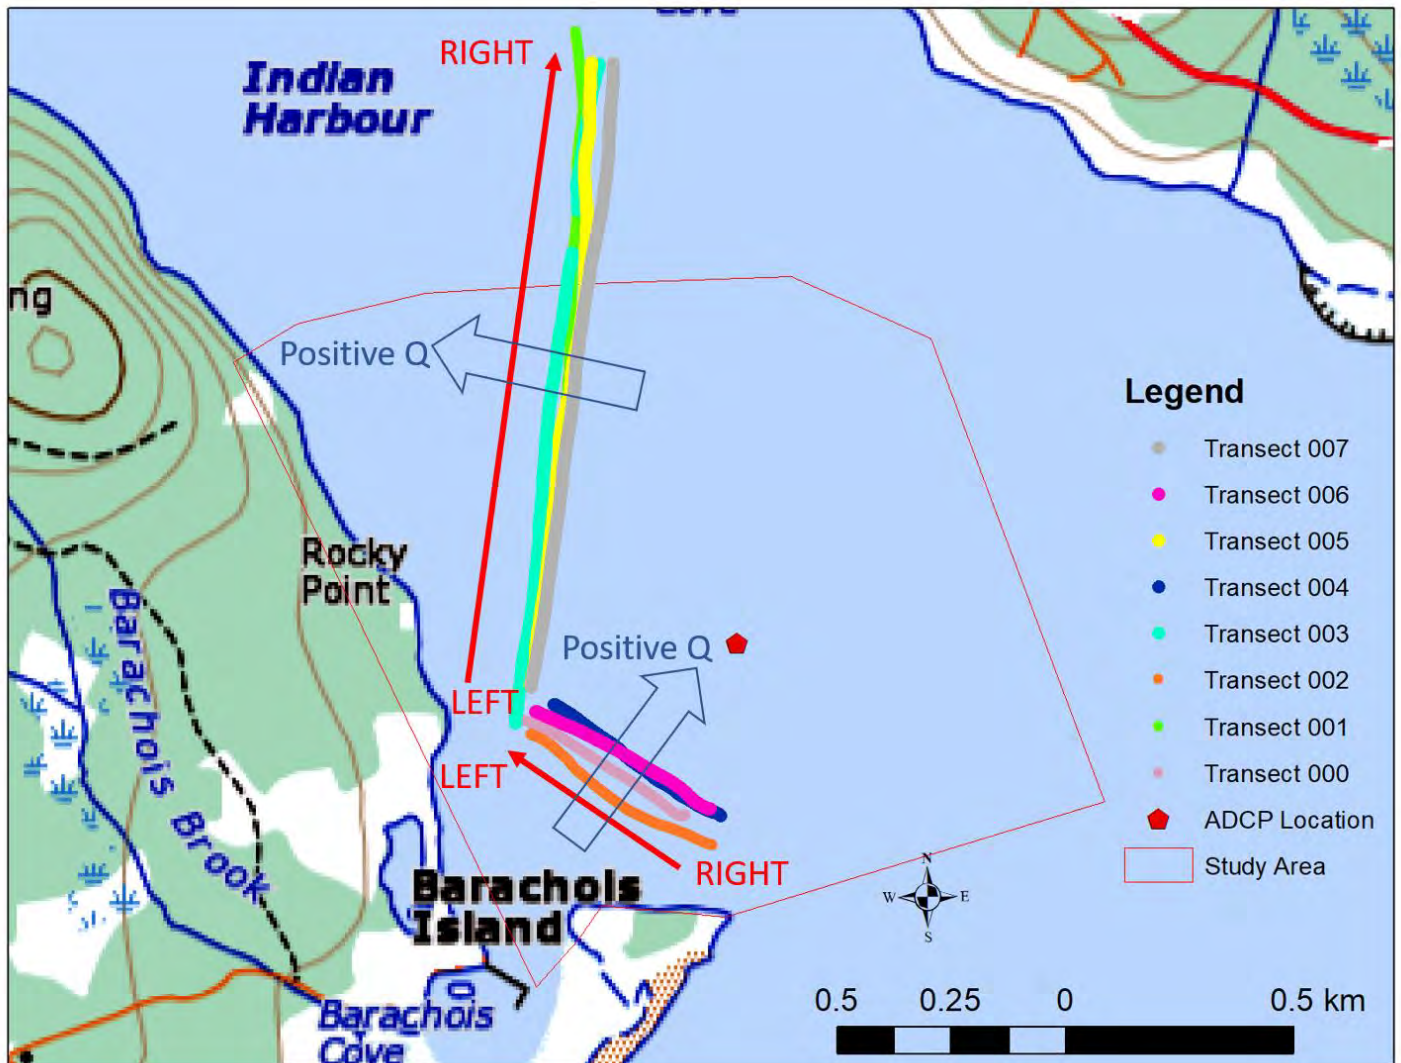 Cove
RIGHT
Indian
Harbour
ng
Positive Q
Legend
Transect 007
Transect 006
Transect 005
Transect 004
Transect 003
Transect 002
Transect 001
Transect 000
ADCP Location
Study Area
Rocky
Point
Positive Q
LEFT
LEFT
RIGHT
Barachois Brook
Barachois
Island
N
W
E
S
Barachois
Cove
0.5 0.25 0 0.5 km